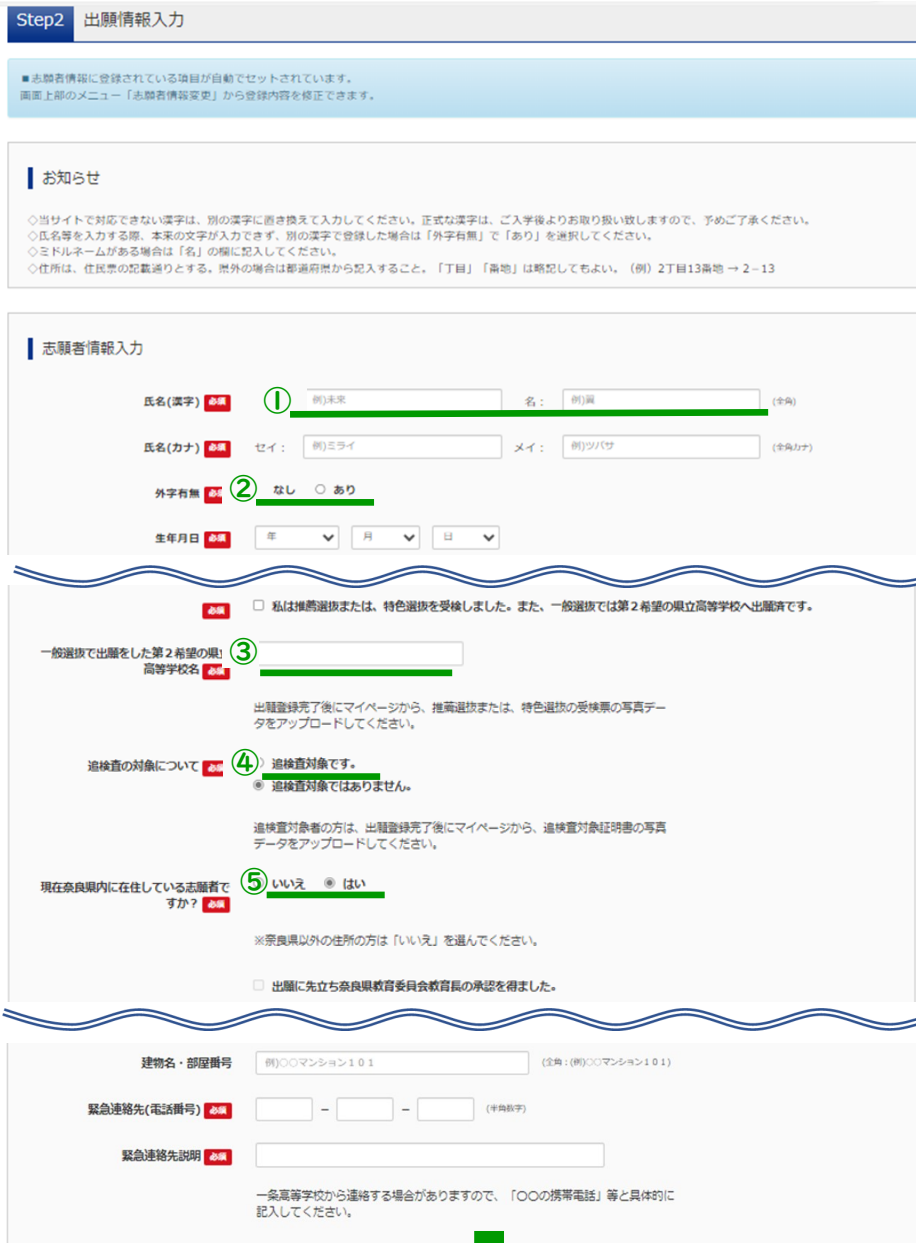 Step2 出願情報入力
■志願者情報に登録されている項目が自動でセットされています。
画面上部のメニュー「志願者情報変更」から登録内容を修正できます。
お知らせ
◇当サイトで対応できない漢字は、別の漢字に置き換えて入力してください。正式な漢字は、ご入学後よりお取り扱い致しますので、予めご了承ください。
◇氏名等を入力する際、本来の文字が入力できず、別の漢字で登録した場合は「外字有無」で「あり」を選択してください。
◇ミドルネームがある場合は「名」の欄に記入してください。
◇住所は、住民票の記載通りとする。県外の場合は都道府県から記入すること。「丁目」「番地」は略記してもよい。（例）2丁目13番地 → 2－13
志願者情報入力
氏名(漢字) 必須 ① 例)未来 名： 例)翼 (全角)
氏名(カナ) 必須 セイ： 例)ミライ メイ： 例)ツバサ (全角カナ)
外字有無 必須 ② なし あり
生年月日 必須 年 月 日
必須 私は推薦選抜または、特色選抜を受検しました。また、一般選抜では第２希望の県立高等学校へ出願済です。
一般選抜で出願をした第２希望の県立 ③
高等学校名 必須
出願登録完了後にマイページから、推薦選抜または、特色選抜の受検票の写真デー
タをアップロードしてください。
追検査の対象について 必須 ④ 追検査対象です。
追検査対象ではありません。
追検査対象者の方は、出願登録完了後にマイページから、追検査対象証明書の写真
データをアップロードしてください。
現在奈良県内に在住している志願者で ⑤ いいえ はい
すか？ 必須
※奈良県以外の住所の方は「いいえ」を選んでください。
出願に先立ち奈良県教育委員会教育長の承認を得ました。
建物名・部屋番号 例)○○マンション１０１ (全角：(例)○○マンション１０１)
緊急連絡先(電話番号) 必須 － － (半角数字)
緊急連絡先説明 必須
一条高等学校から連絡する場合がありますので、「〇〇の携帯電話」等と具体的に
記入してください。